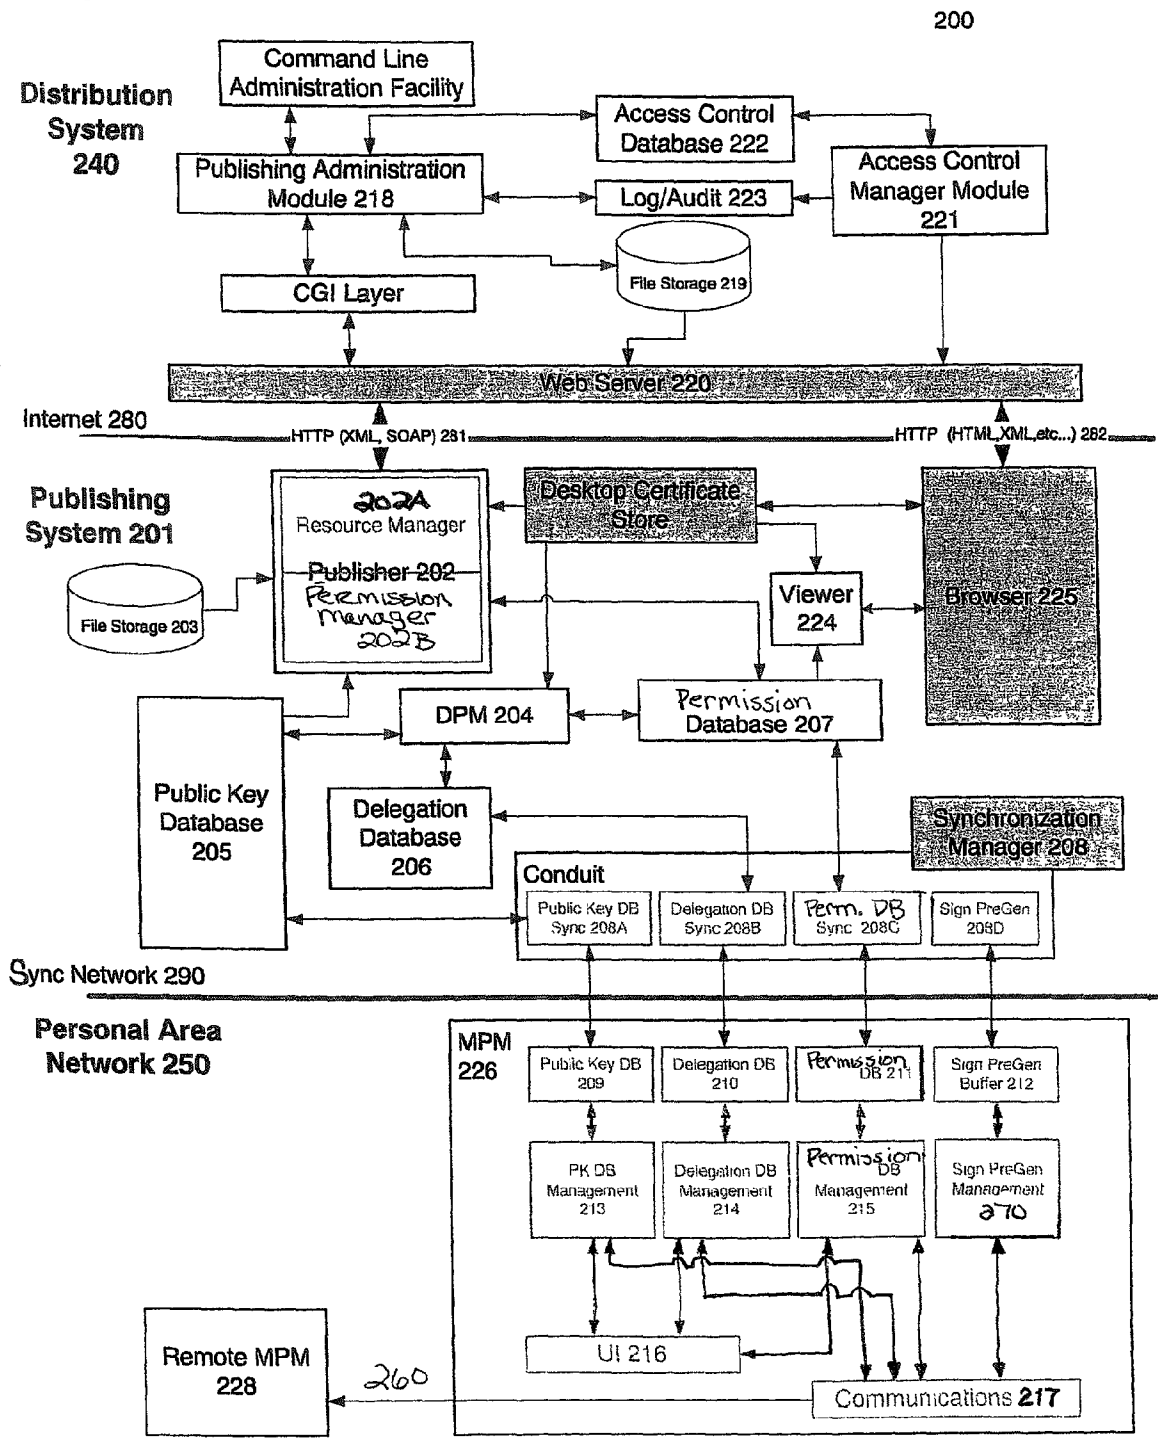 200
Command Line
Administration Facility
Distribution
System
240
Access Control
Database 222
Publishing Administration
Module 218
Access Control
Manager Module
221
Log/Audit 223
File Storage 219
CGI Layer
Web Server 220
Internet 280
HTTP (XML, SOAP) 281
HTTP (HTML,XML,etc...) 282
Publishing
System 201
202A
Resource Manager
Publisher 202
Permission
Manager
202B
Desktop Certificate
Store
File Storage 203
Viewer
224
Browser 225
DPM 204
Permission
Database 207
Public Key
Database
205
Delegation
Database
206
Synchronization
Manager 208
Conduit
Public Key DB
Sync 208A
Delegation DB
Sync 208B
Perm. DB
Sync 208C
Sign PreGen
208D
Sync Network 290
Personal Area
Network 250
MPM
226
Public Key DB
209
Delegation DB
210
Permission
DB 211
Sign PreGen
Buffer 212
PK DB
Management
213
Delegation DB
Management
214
Permission
DB
Management
215
Sign PreGen
Management
270
UI 216
Remote MPM
228
260
Communications 217